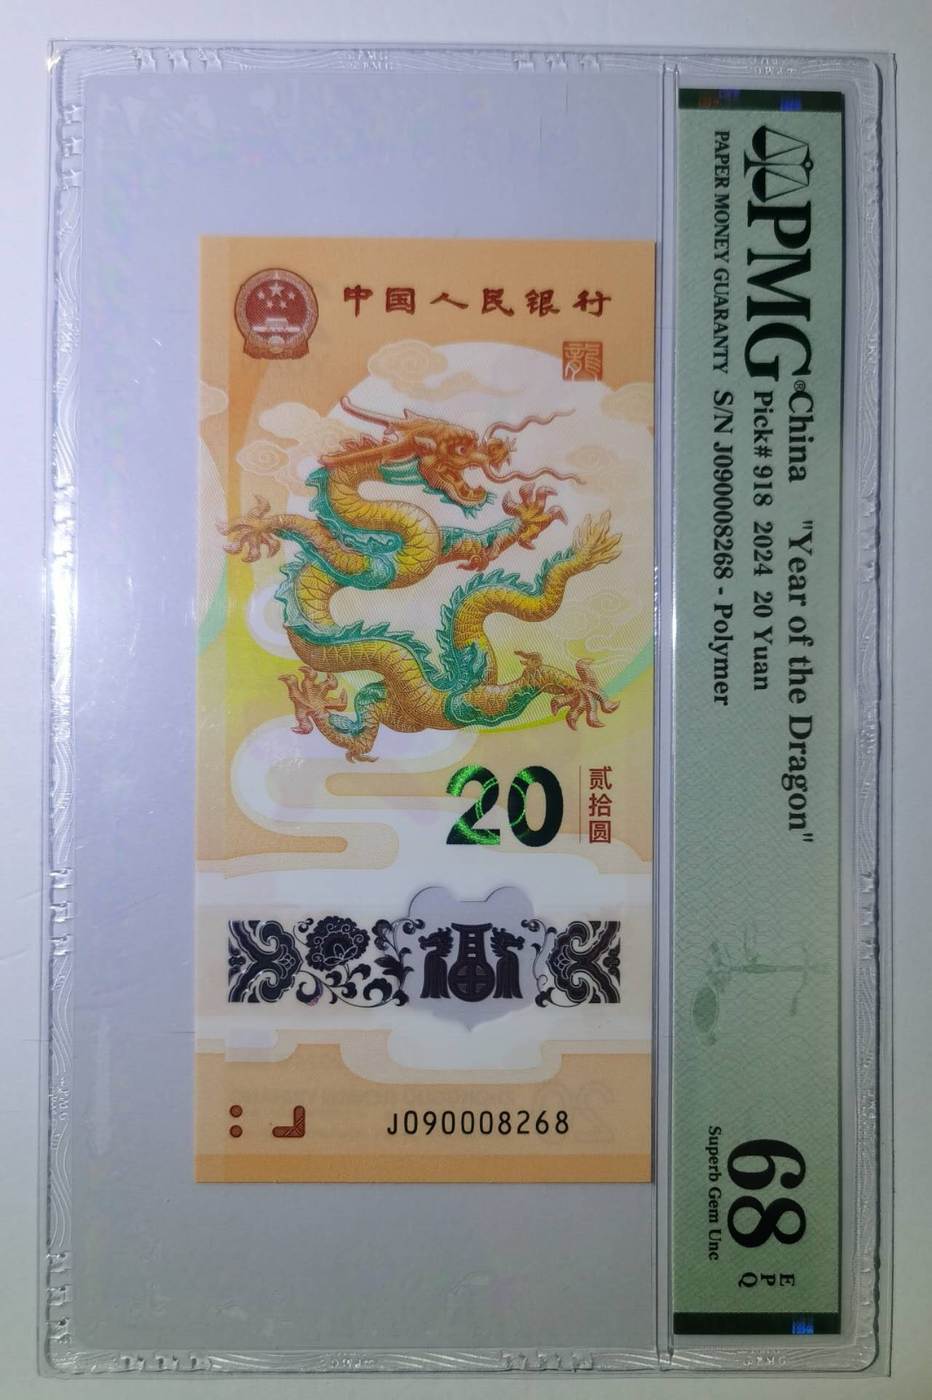 中国人民银行
龍
20
贰拾圆
J090008268
PMG®
PAPER MONEY GUARANTY
China "Year of the Dragon"
Pick# 918 2024 20 Yuan
S/N J090008268 - Polymer
68
EPQ
Superb Gem Unc